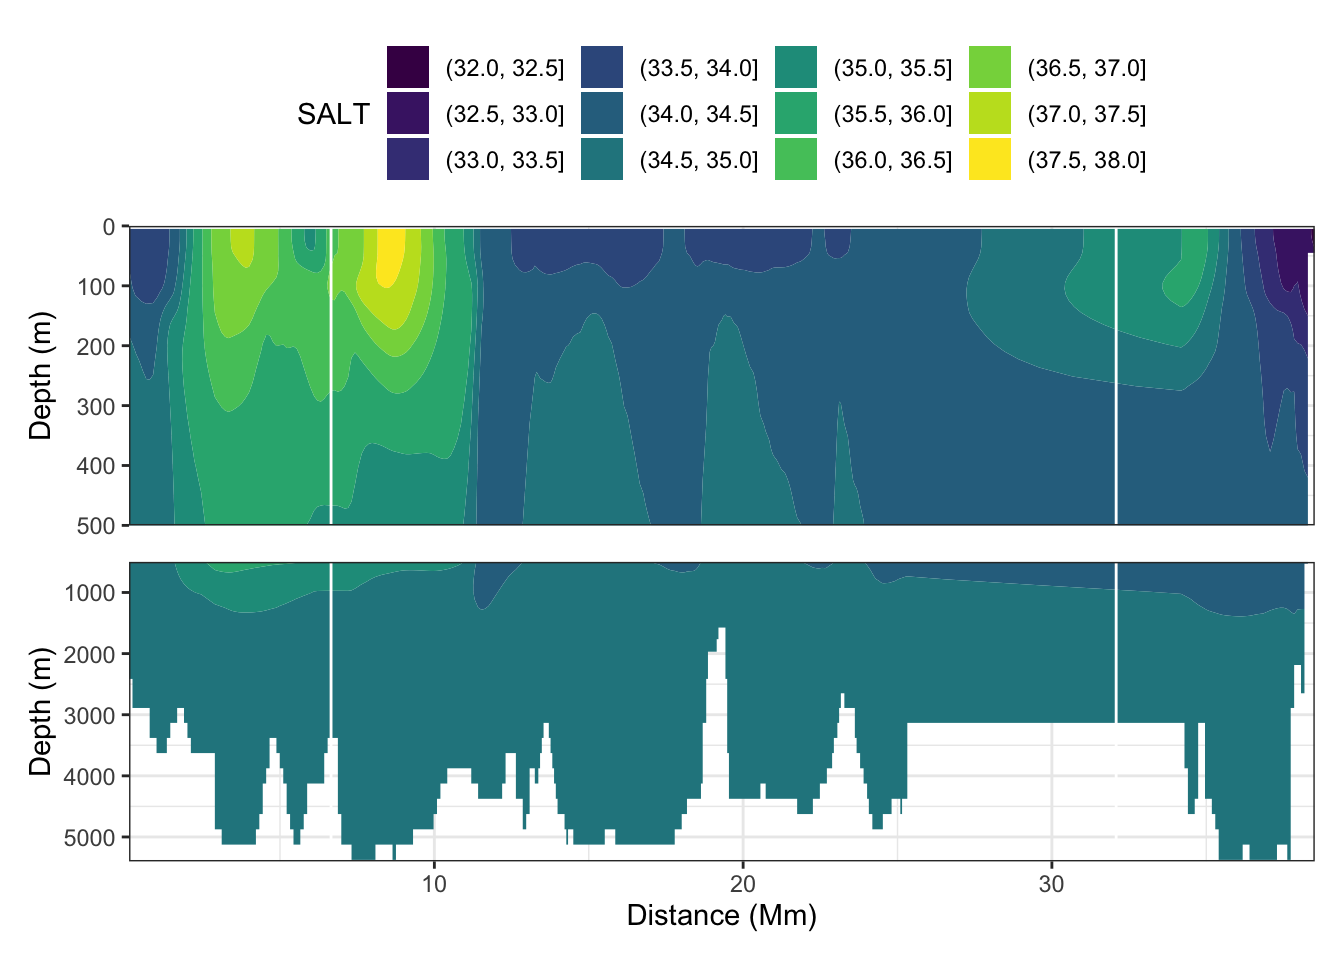 (32.0, 32.5] (33.5, 34.0] (35.0, 35.5] (36.5, 37.0]
SALT (32.5, 33.0] (34.0, 34.5] (35.5, 36.0] (37.0, 37.5]
(33.0, 33.5] (34.5, 35.0] (36.0, 36.5] (37.5, 38.0]
Depth (m)
0
100
200
300
400
500
Depth (m)
1000
2000
3000
4000
5000
10 20 30
Distance (Mm)